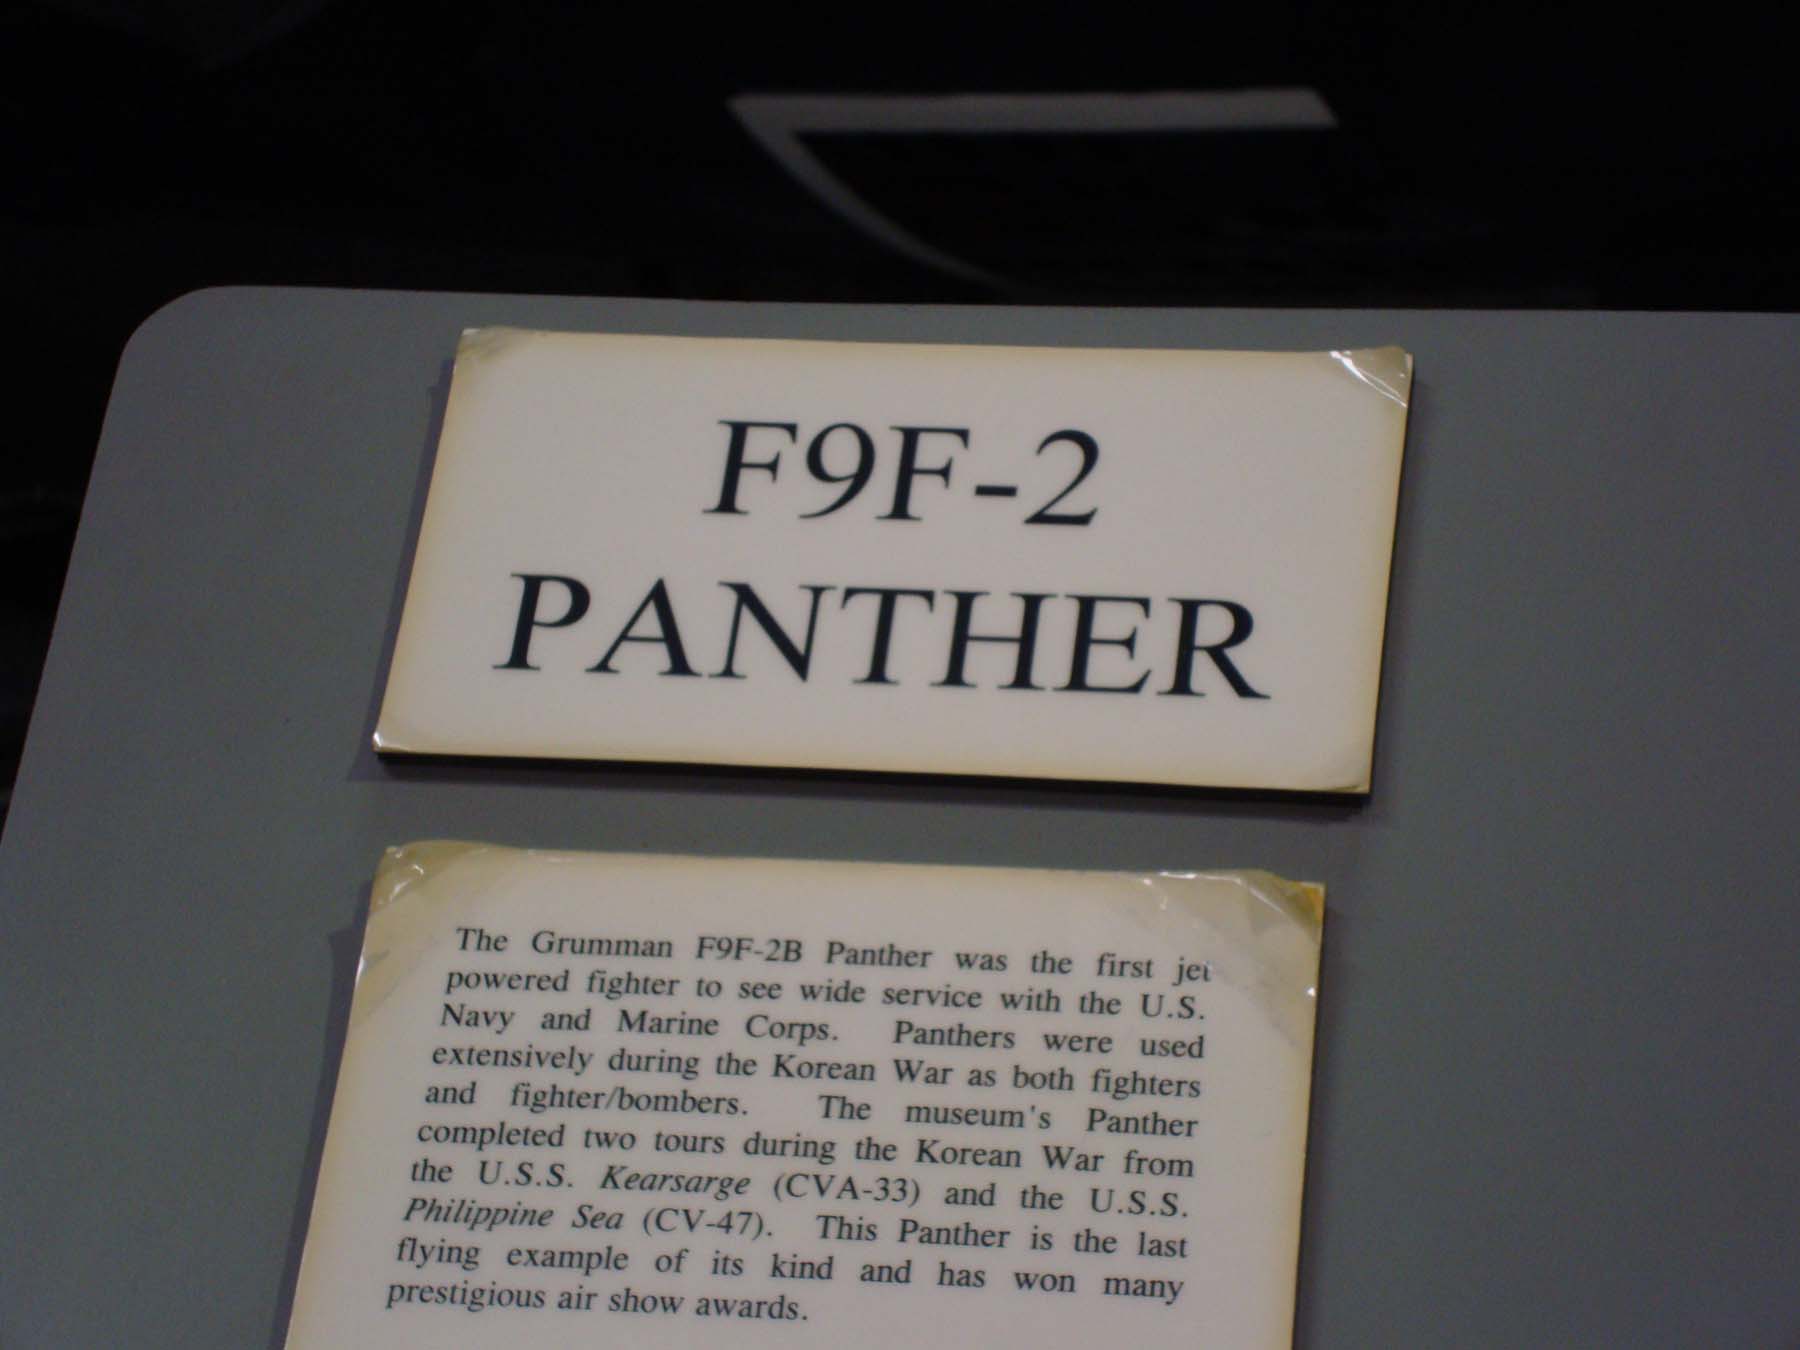 F9F-2
PANTHER
The Grumman F9F-2B Panther was the first jet
powered fighter to see wide service with the U.S.
Navy and Marine Corps. Panthers were used
extensively during the Korean War as both fighters
and fighter/bombers. The museum's Panther
completed two tours during the Korean War from
the U.S.S. Kearsarge (CVA-33) and the U.S.S.
Philippine Sea (CV-47). This Panther is the last
flying example of its kind and has won many
prestigious air show awards.